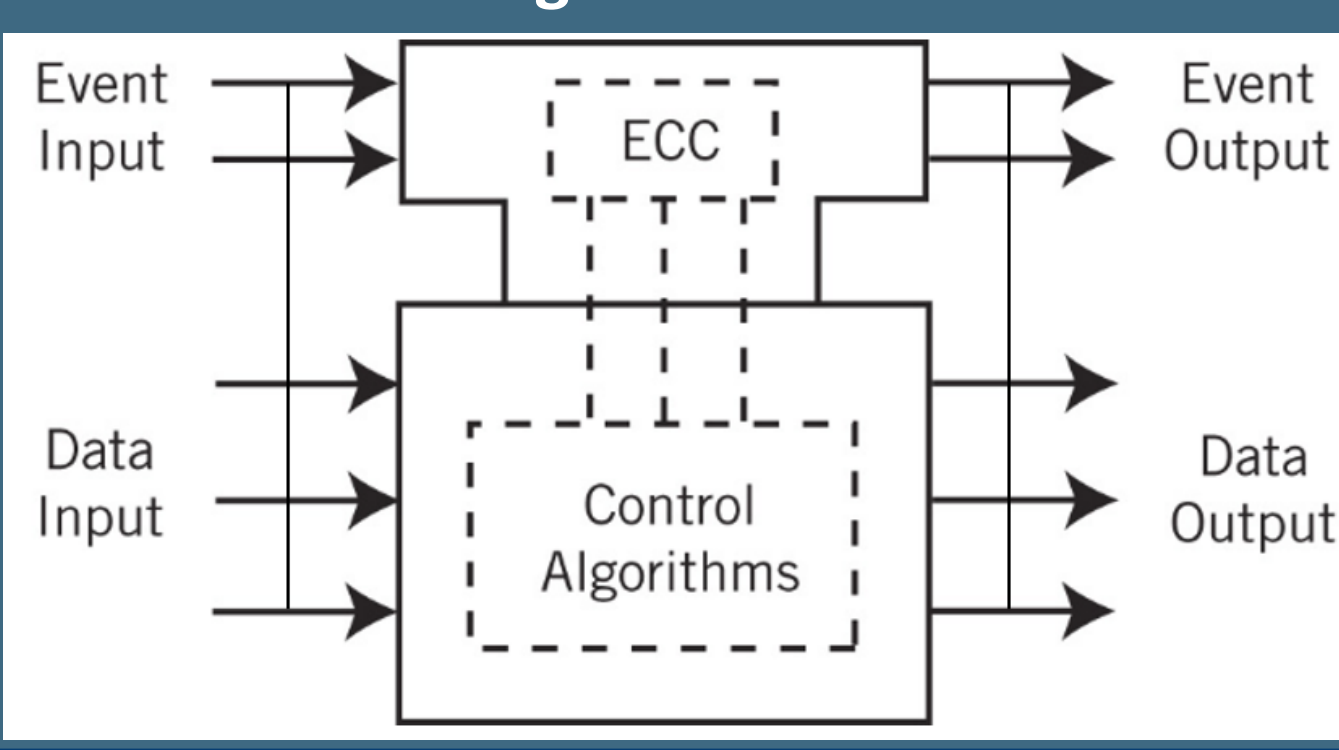 Event
Input
ECC
Event
Output
Data
Input
Control
Algorithms
Data
Output